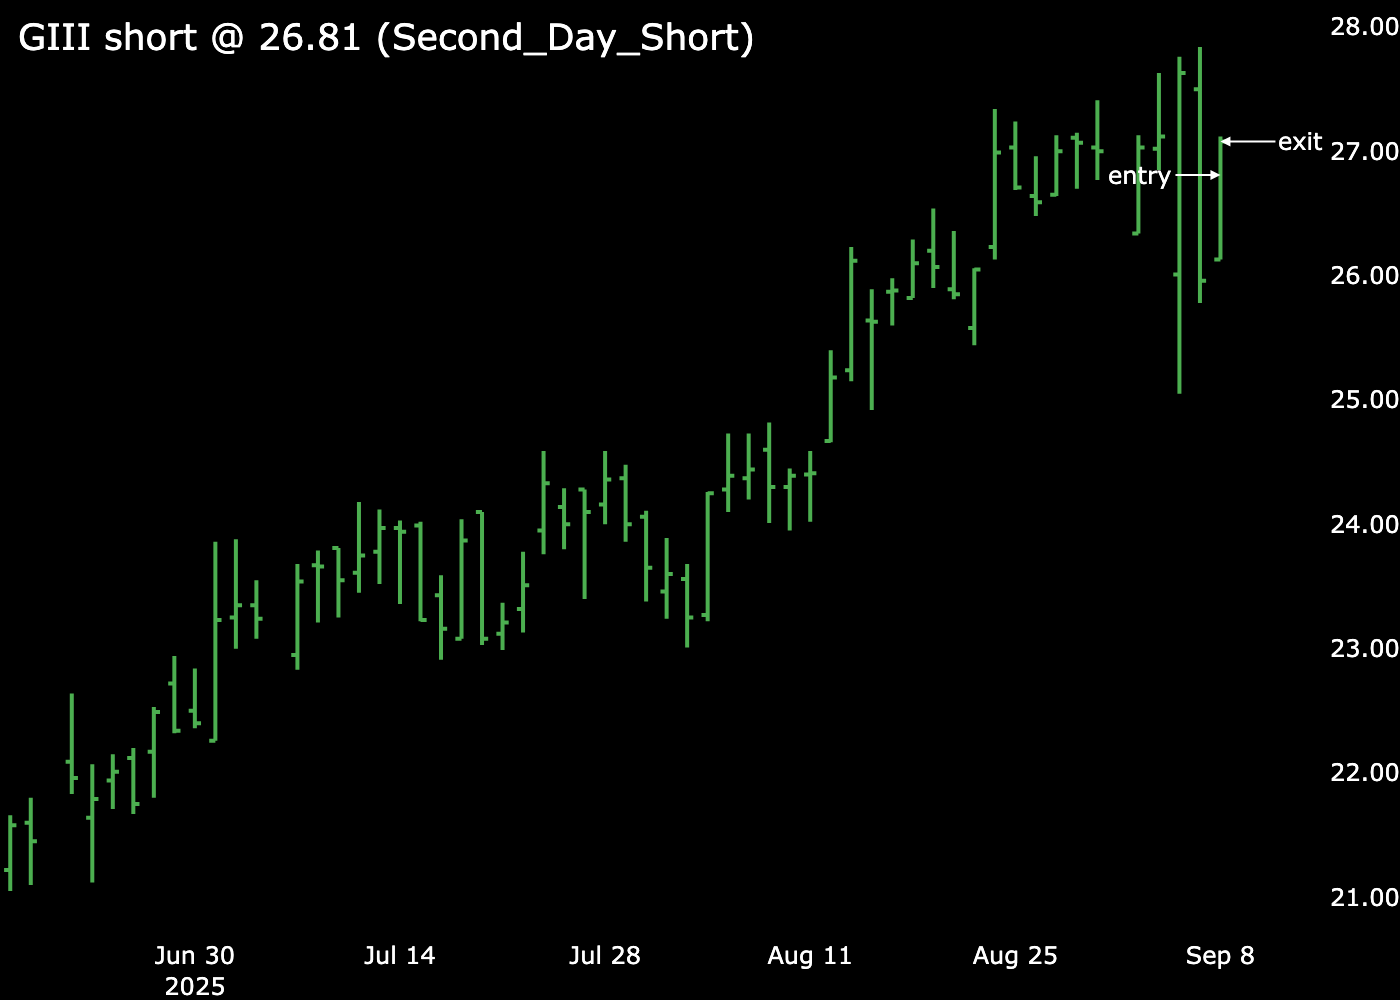 GIII short @ 26.81 (Second_Day_Short)
28.00
exit
27.00
entry
26.00
25.00
24.00
23.00
22.00
21.00
Jun 30
2025
Jul 14
Jul 28
Aug 11
Aug 25
Sep 8